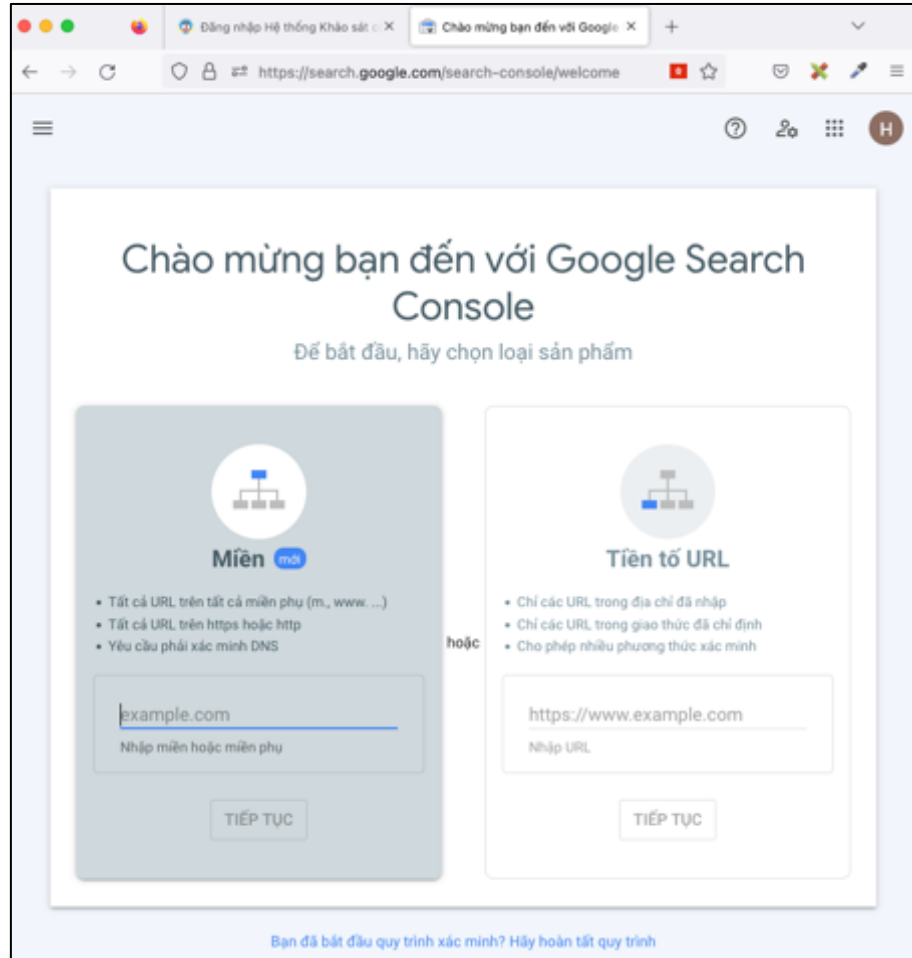 Đăng nhập Hệ thống Khảo sát c
Chào mừng bạn đến với Google
https://search.google.com/search-console/welcome
H
Chào mừng bạn đến với Google Search
Console
Để bắt đầu, hãy chọn loại sản phẩm
Miền mới
• Tất cả URL trên tất cả miền phụ (m., www. ...)
• Tất cả URL trên https hoặc http
• Yêu cầu phải xác minh DNS
example.com
Nhập miền hoặc miền phụ
TIẾP TỤC
hoặc
Tiền tố URL
• Chỉ các URL trong địa chỉ đã nhập
• Chỉ các URL trong giao thức đã chỉ định
• Cho phép nhiều phương thức xác minh
https://www.example.com
Nhập URL
TIẾP TỤC
Bạn đã bắt đầu quy trình xác minh? Hãy hoàn tất quy trình